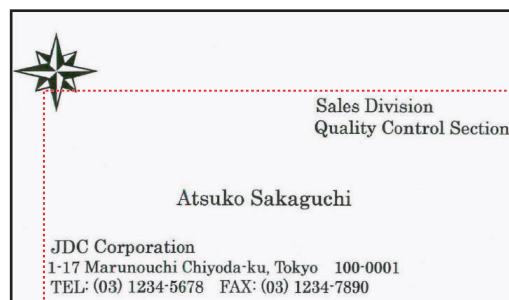 Sales Division
Quality Control Section
Atsuko Sakaguchi
JDC Corporation
1-17 Marunouchi Chiyoda-ku, Tokyo 100-0001
TEL: (03) 1234-5678 FAX: (03) 1234-7890